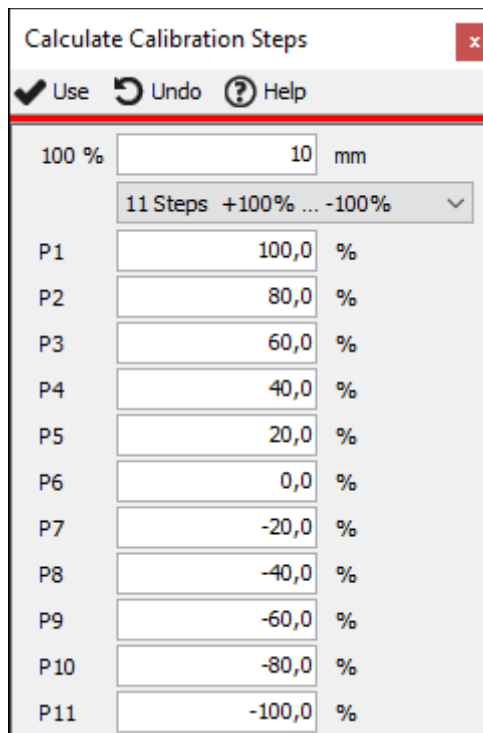 Calculate Calibration Steps x
Use Undo ? Help
100 % 10 mm
11 Steps +100% ... -100%
P1 100,0 %
P2 80,0 %
P3 60,0 %
P4 40,0 %
P5 20,0 %
P6 0,0 %
P7 -20,0 %
P8 -40,0 %
P9 -60,0 %
P10 -80,0 %
P11 -100,0 %